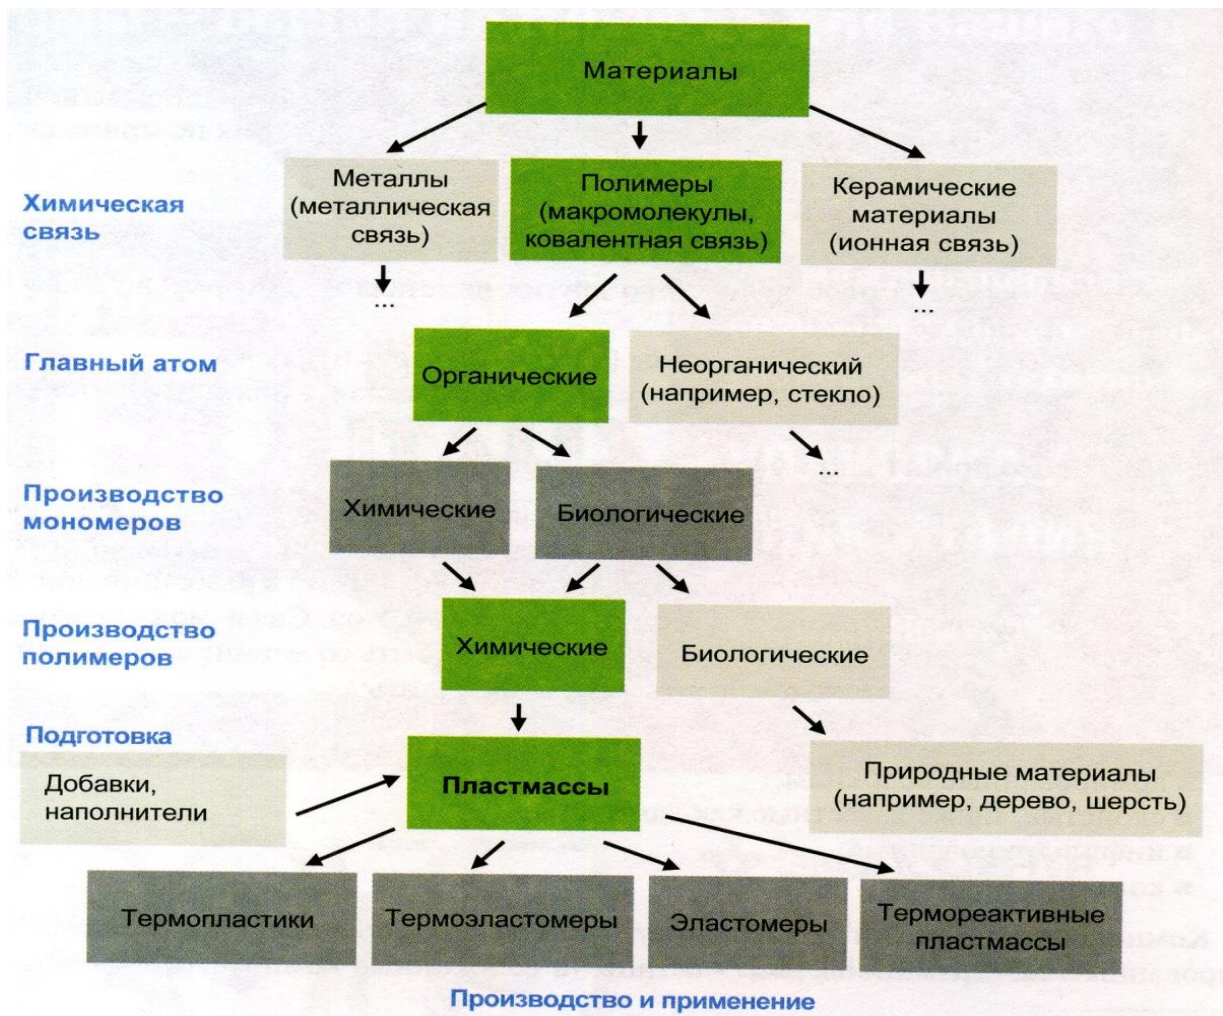 Материалы
Металлы
(металлическая
связь)
Полимеры
(макромолекулы,
ковалентная связь)
Керамические
материалы
(ионная связь)
Химическая
связь
...
...
Главный атом
Органические
Неорганический
(например, стекло)
...
Производство
мономеров
Химические
Биологические
Производство
полимеров
Химические
Биологические
Подготовка
Добавки,
наполнители
Пластмассы
Природные материалы
(например, дерево, шерсть)
Термопластики
Термоэластомеры
Эластомеры
Термореактивные
пластмассы
Производство и применение